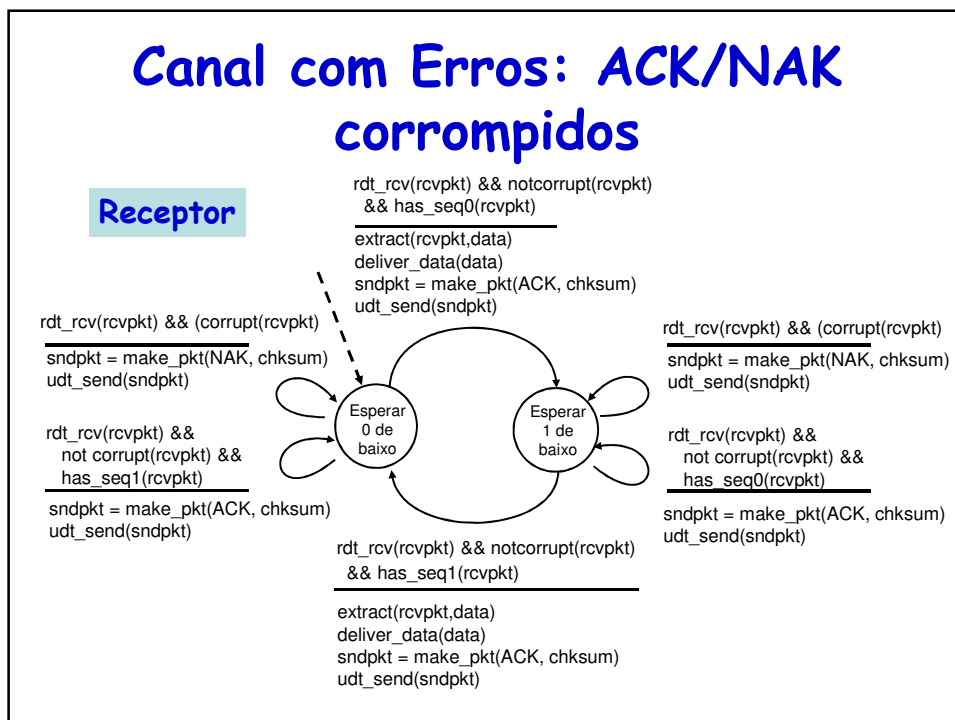 Canal com Erros: ACK/NAK
corrompidos
Receptor
rdt_rcv(rcvpkt) && notcorrupt(rcvpkt)
&& has_seq0(rcvpkt)
extract(rcvpkt,data)
deliver_data(data)
sndpkt = make_pkt(ACK, chksum)
udt_send(sndpkt)
rdt_rcv(rcvpkt) && (corrupt(rcvpkt)
sndpkt = make_pkt(NAK, chksum)
udt_send(sndpkt)
rdt_rcv(rcvpkt) &&
not corrupt(rcvpkt) &&
has_seq1(rcvpkt)
sndpkt = make_pkt(ACK, chksum)
udt_send(sndpkt)
Esperar
0 de
baixo
Esperar
1 de
baixo
rdt_rcv(rcvpkt) && (corrupt(rcvpkt)
sndpkt = make_pkt(NAK, chksum)
udt_send(sndpkt)
rdt_rcv(rcvpkt) &&
not corrupt(rcvpkt) &&
has_seq0(rcvpkt)
sndpkt = make_pkt(ACK, chksum)
udt_send(sndpkt)
rdt_rcv(rcvpkt) && notcorrupt(rcvpkt)
&& has_seq1(rcvpkt)
extract(rcvpkt,data)
deliver_data(data)
sndpkt = make_pkt(ACK, chksum)
udt_send(sndpkt)